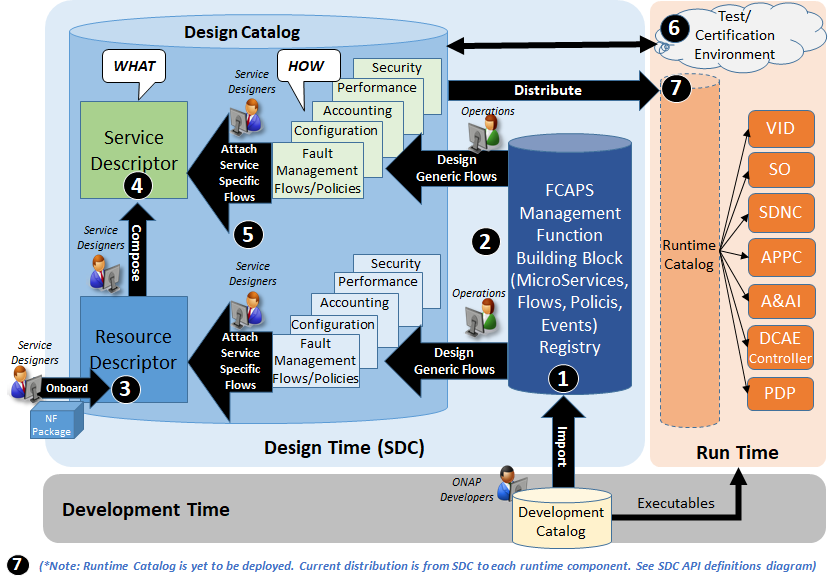 Design Catalog
WHAT
HOW
Service
Designers
Security
Performance
Accounting
Configuration
Fault
Management
Flows/Policies
Attach
Service
Specific
Flows
Service
Descriptor
4
5
Operations
Design
Generic Flows
2
Distribute
6
Test/
Certification
Environment
7
FCAPS
Management
Function
Building Block
(MicroServices,
Flows, Policis,
Events)
Registry
1
Runtime
Catalog
VID
SO
SDNC
APPC
A&AI
DCAE
Controller
PDP
Run Time
Service
Designers
Compose
Service
Designers
Security
Performance
Accounting
Configuration
Fault
Management
Flows/Policies
Attach
Service
Specific
Flows
Operations
Design
Generic Flows
Resource
Descriptor
3
Service
Designers
Onboard
NF
Package
Design Time (SDC)
Import
ONAP
Developers
Development Time
Development
Catalog
Executables
7 (*Note: Runtime Catalog is yet to be deployed. Current distribution is from SDC to each runtime component. See SDC API definitions diagram)